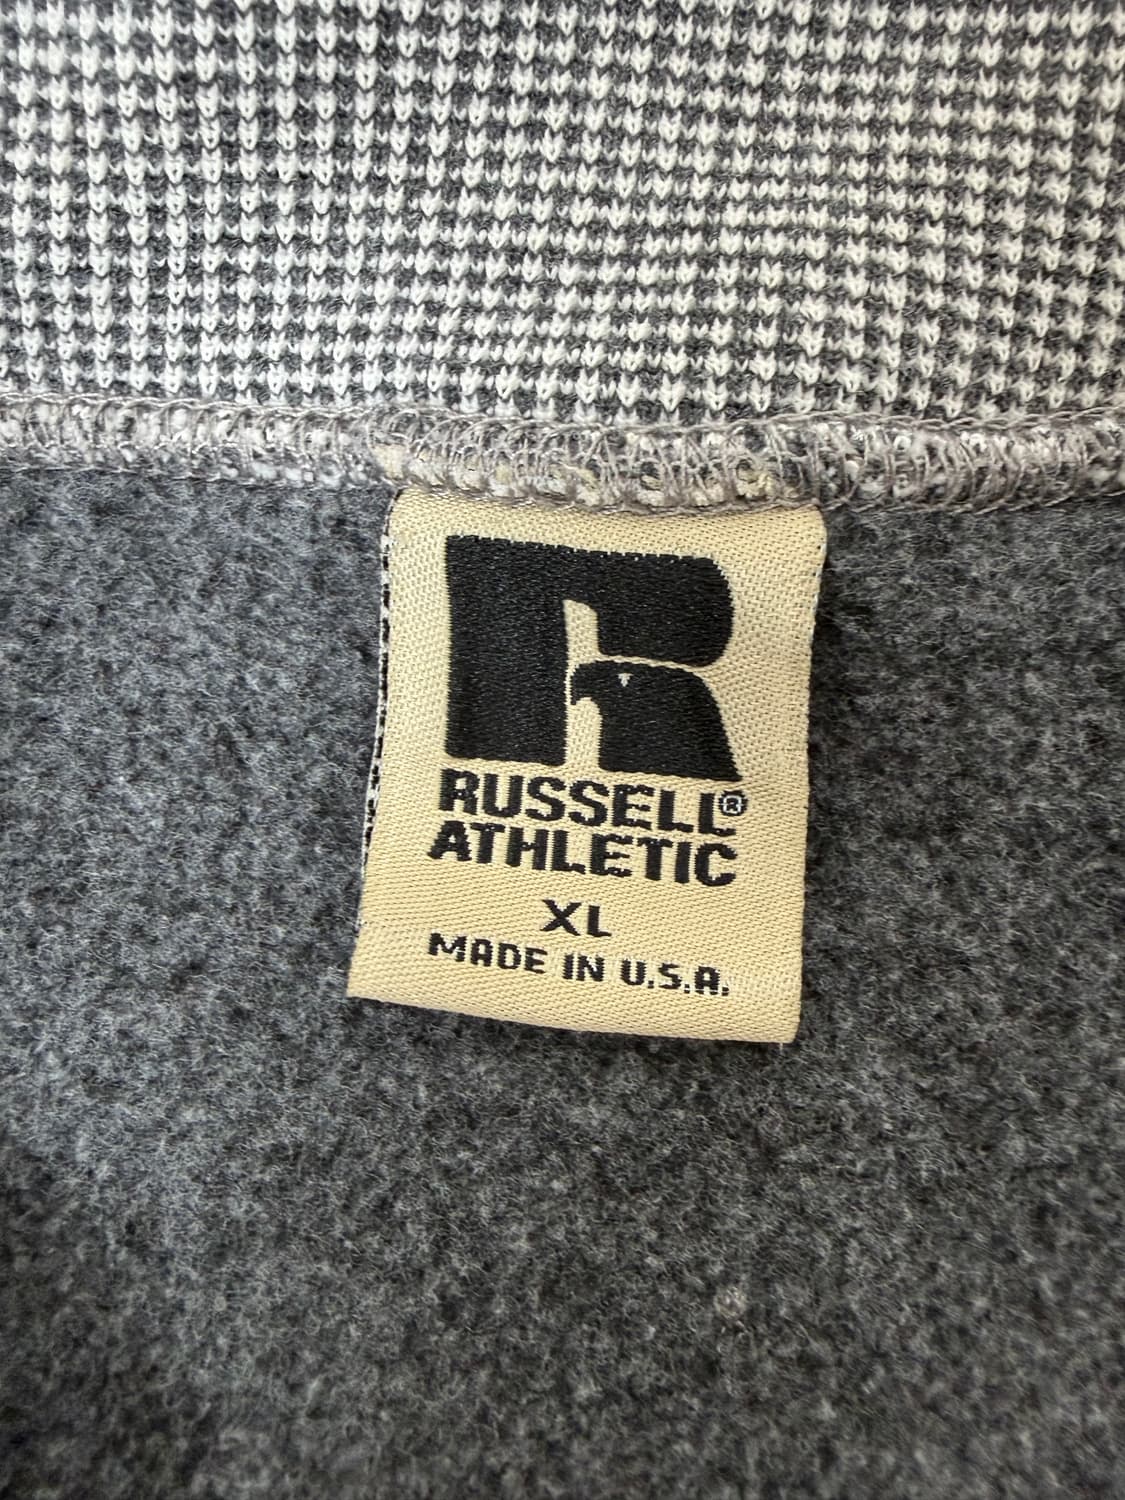 RUSSELL®
ATHLETIC
XL
MADE IN U.S.A.